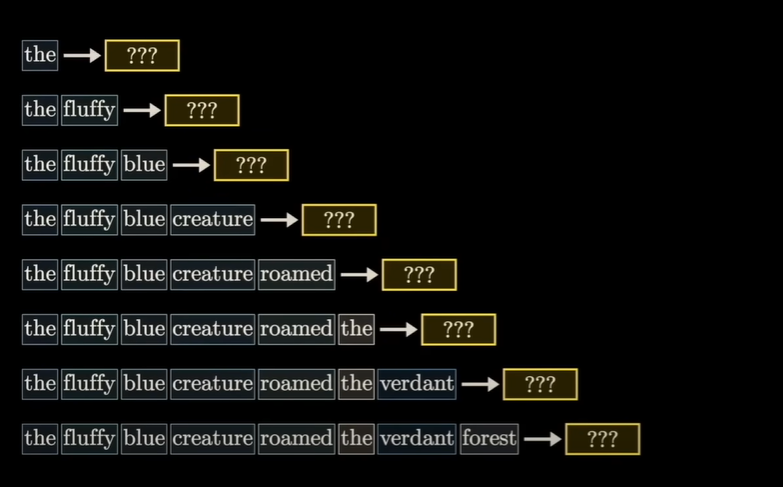 the → ???
the fluffy → ???
the fluffy blue → ???
the fluffy blue creature → ???
the fluffy blue creature roamed → ???
the fluffy blue creature roamed the → ???
the fluffy blue creature roamed the verdant → ???
the fluffy blue creature roamed the verdant forest → ???